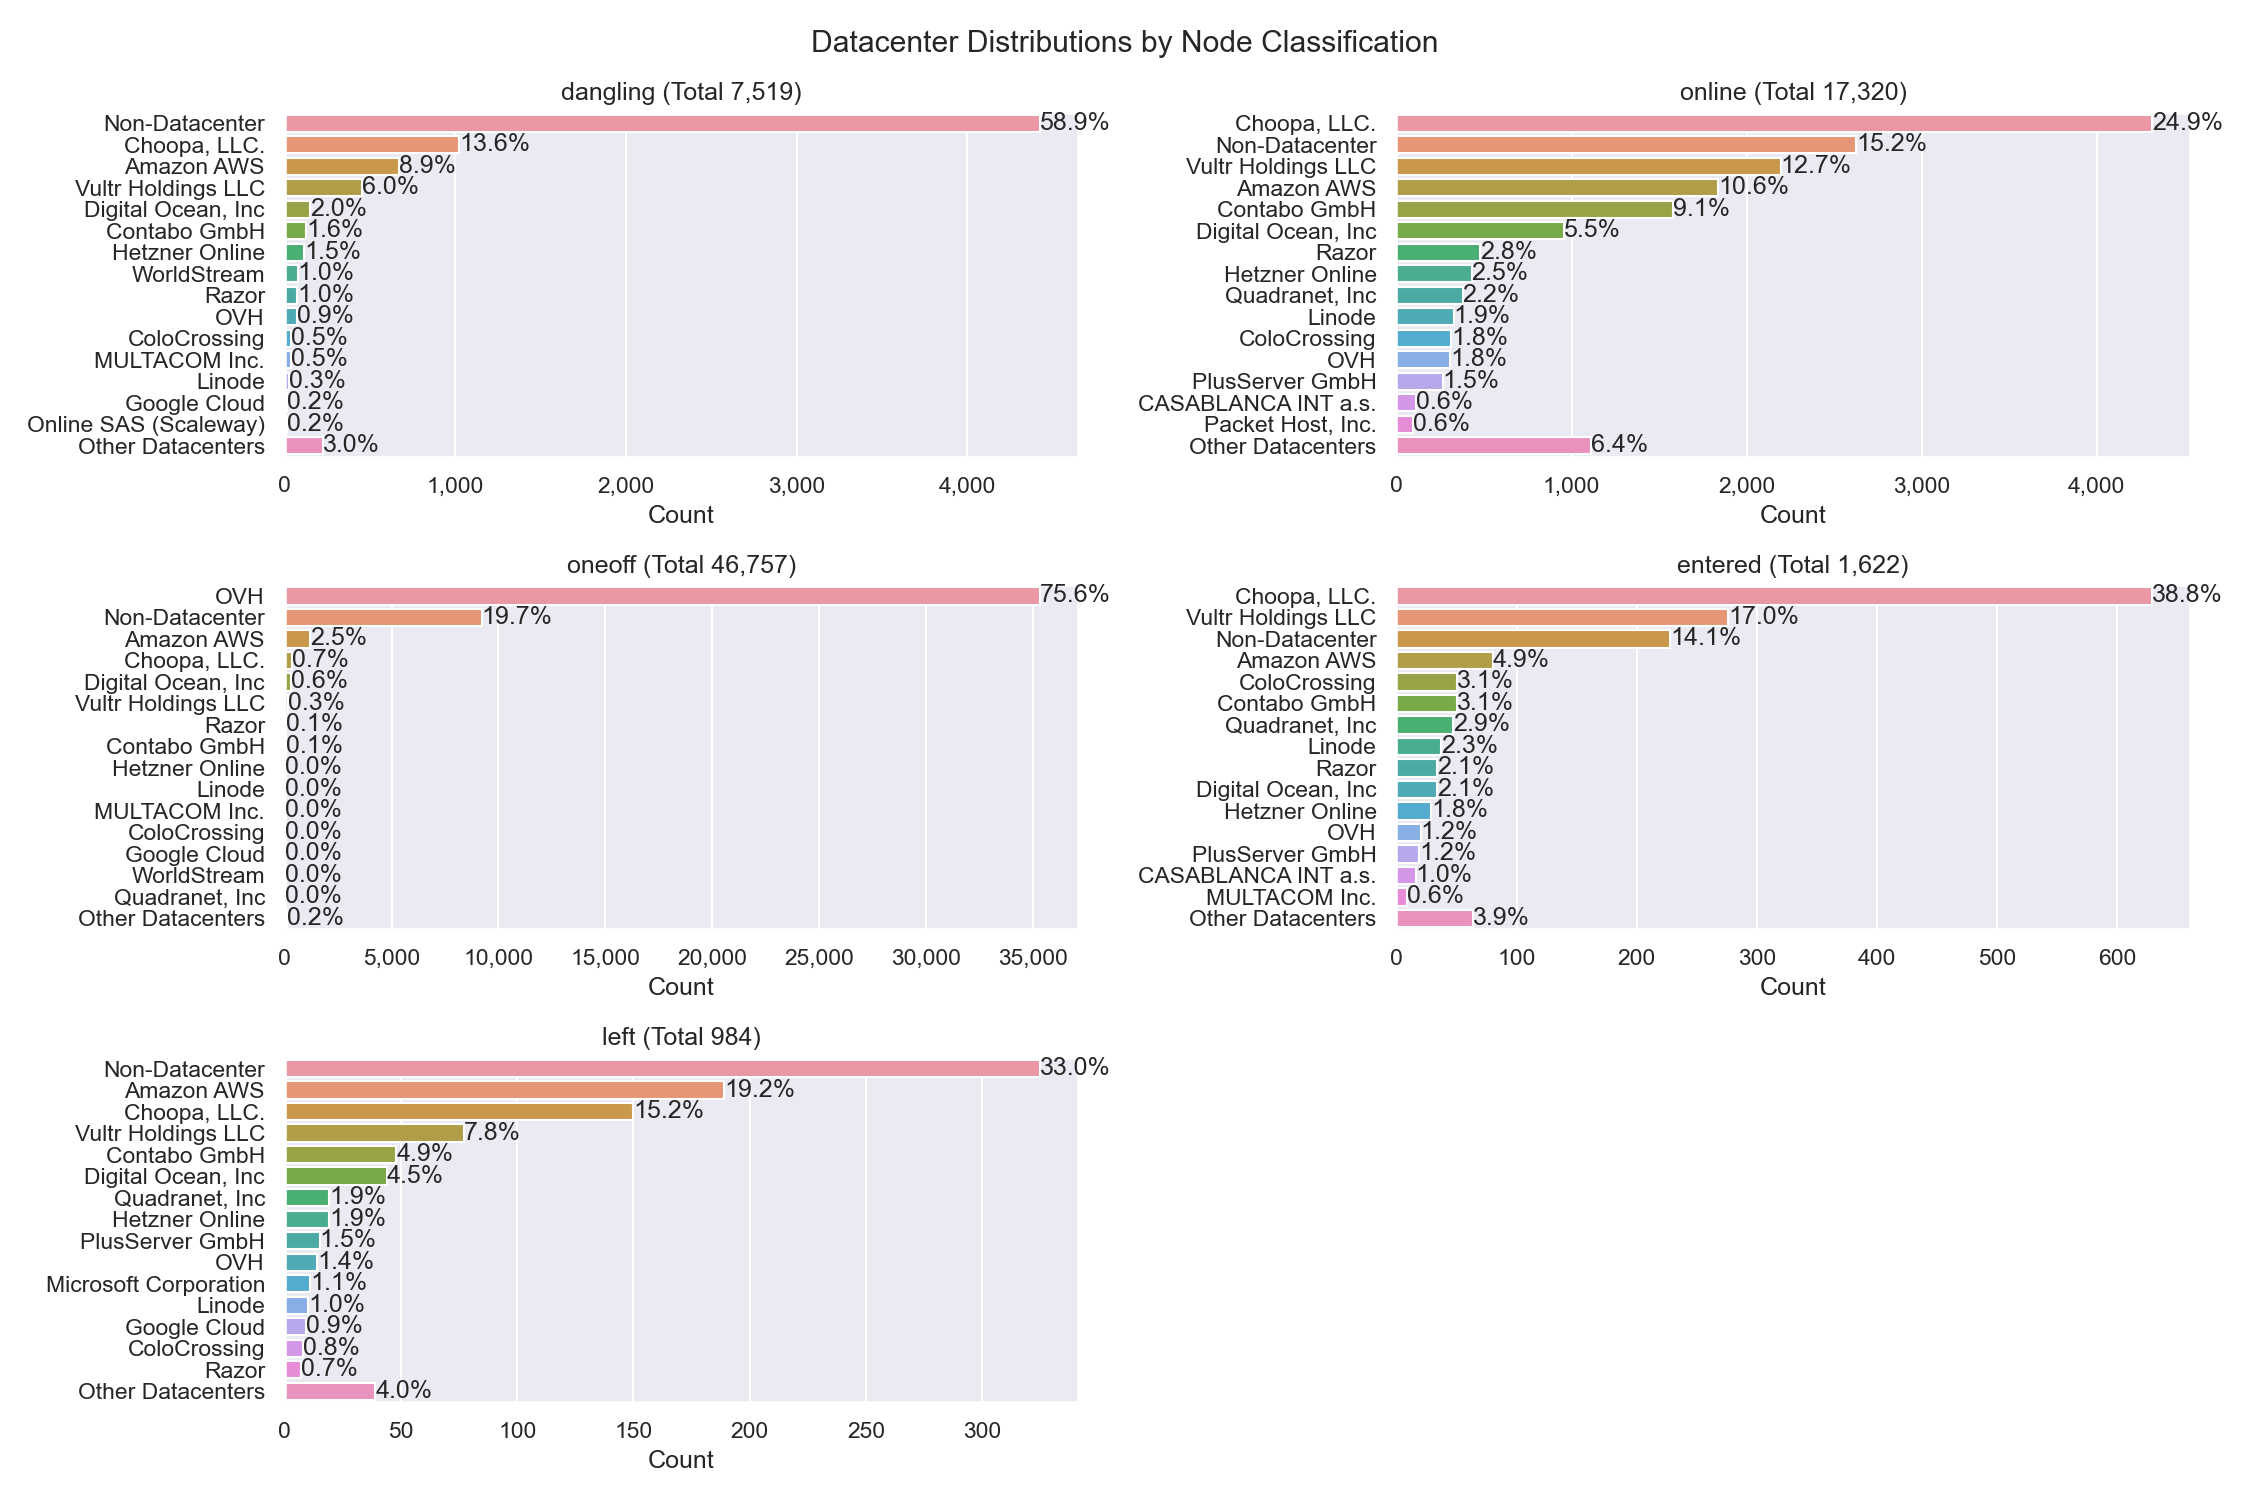 Datacenter Distributions by Node Classification
dangling (Total 7,519)
Non-Datacenter 58.9%
Choopa, LLC. 13.6%
Amazon AWS 8.9%
Vultr Holdings LLC 6.0%
Digital Ocean, Inc 2.0%
Contabo GmbH 1.6%
Hetzner Online 1.5%
WorldStream 1.0%
Razor 1.0%
OVH 0.9%
ColoCrossing 0.5%
MULTACOM Inc. 0.5%
Linode 0.3%
Google Cloud 0.2%
Online SAS (Scaleway) 0.2%
Other Datacenters 3.0%
0 1,000 2,000 3,000 4,000
Count
online (Total 17,320)
Choopa, LLC. 24.9%
Non-Datacenter 15.2%
Vultr Holdings LLC 12.7%
Amazon AWS 10.6%
Contabo GmbH 9.1%
Digital Ocean, Inc 5.5%
Razor 2.8%
Hetzner Online 2.5%
Quadranet, Inc 2.2%
Linode 1.9%
ColoCrossing 1.8%
OVH 1.8%
PlusServer GmbH 1.5%
CASABLANCA INT a.s. 0.6%
Packet Host, Inc. 0.6%
Other Datacenters 6.4%
0 1,000 2,000 3,000 4,000
Count
oneoff (Total 46,757)
OVH 75.6%
Non-Datacenter 19.7%
Amazon AWS 2.5%
Choopa, LLC. 0.7%
Digital Ocean, Inc 0.6%
Vultr Holdings LLC 0.3%
Razor 0.1%
Contabo GmbH 0.1%
Hetzner Online 0.0%
Linode 0.0%
MULTACOM Inc. 0.0%
ColoCrossing 0.0%
Google Cloud 0.0%
WorldStream 0.0%
Quadranet, Inc 0.0%
Other Datacenters 0.2%
0 5,000 10,000 15,000 20,000 25,000 30,000 35,000
Count
entered (Total 1,622)
Choopa, LLC. 38.8%
Vultr Holdings LLC 17.0%
Non-Datacenter 14.1%
Amazon AWS 4.9%
ColoCrossing 3.1%
Contabo GmbH 3.1%
Quadranet, Inc 2.9%
Linode 2.3%
Razor 2.1%
Digital Ocean, Inc 2.1%
Hetzner Online 1.8%
OVH 1.2%
PlusServer GmbH 1.2%
CASABLANCA INT a.s. 1.0%
MULTACOM Inc. 0.6%
Other Datacenters 3.9%
0 100 200 300 400 500 600
Count
left (Total 984)
Non-Datacenter 33.0%
Amazon AWS 19.2%
Choopa, LLC. 15.2%
Vultr Holdings LLC 7.8%
Contabo GmbH 4.9%
Digital Ocean, Inc 4.5%
Quadranet, Inc 1.9%
Hetzner Online 1.9%
PlusServer GmbH 1.5%
OVH 1.4%
Microsoft Corporation 1.1%
Linode 1.0%
Google Cloud 0.9%
ColoCrossing 0.8%
Razor 0.7%
Other Datacenters 4.0%
0 50 100 150 200 250 300
Count